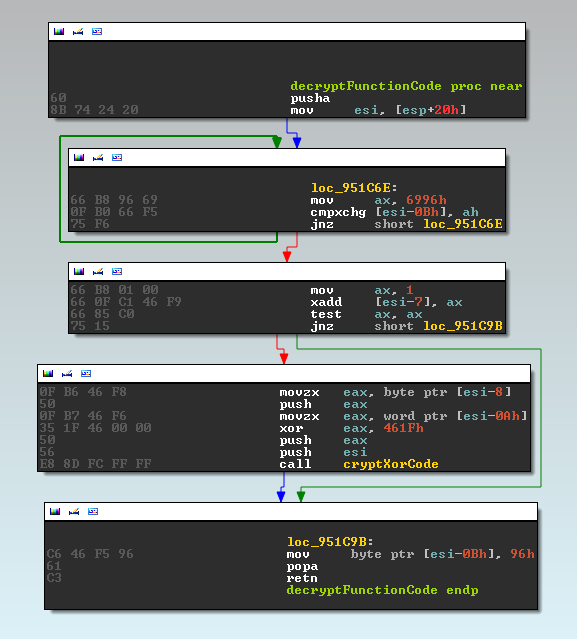 decryptFunctionCode proc near
60 pusha
8B 74 24 20 mov esi, [esp+20h]
loc_951C6E:
66 B8 96 69 mov ax, 6996h
0F B0 66 F5 cmpxchg [esi-0Bh], ah
75 F6 jnz short loc_951C6E
66 B8 01 00 mov ax, 1
66 0F C1 46 F9 xadd [esi-7], ax
66 85 C0 test ax, ax
75 15 jnz short loc_951C9B
0F B6 46 F8 movzx eax, byte ptr [esi-8]
50 push eax
0F B7 46 F6 movzx eax, word ptr [esi-0Ah]
35 1F 46 00 00 xor eax, 461Fh
50 push eax
56 push esi
E8 8D FC FF FF call cryptXorCode
loc_951C9B:
C6 46 F5 96 mov byte ptr [esi-0Bh], 96h
61 popa
C3 retn
decryptFunctionCode endp